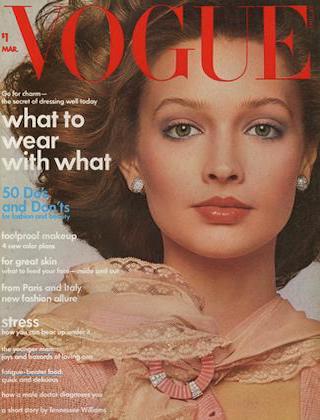 VOGUE
$1
MAR.
Go for charm—
the secret of dressing well today
what to
wear
with what
50 Do's
and Don'ts
for fashion and beauty
foolproof makeup
4 new color plans
for great skin
what to feed your face—inside and out
from Paris and Italy
new fashion allure
stress
how you can beat up under it
the younger man:
joys and hazards of loving one
fatigue-beater food:
quick and delicious
how a male doctor diagnoses you
a short story by Tennessee Williams